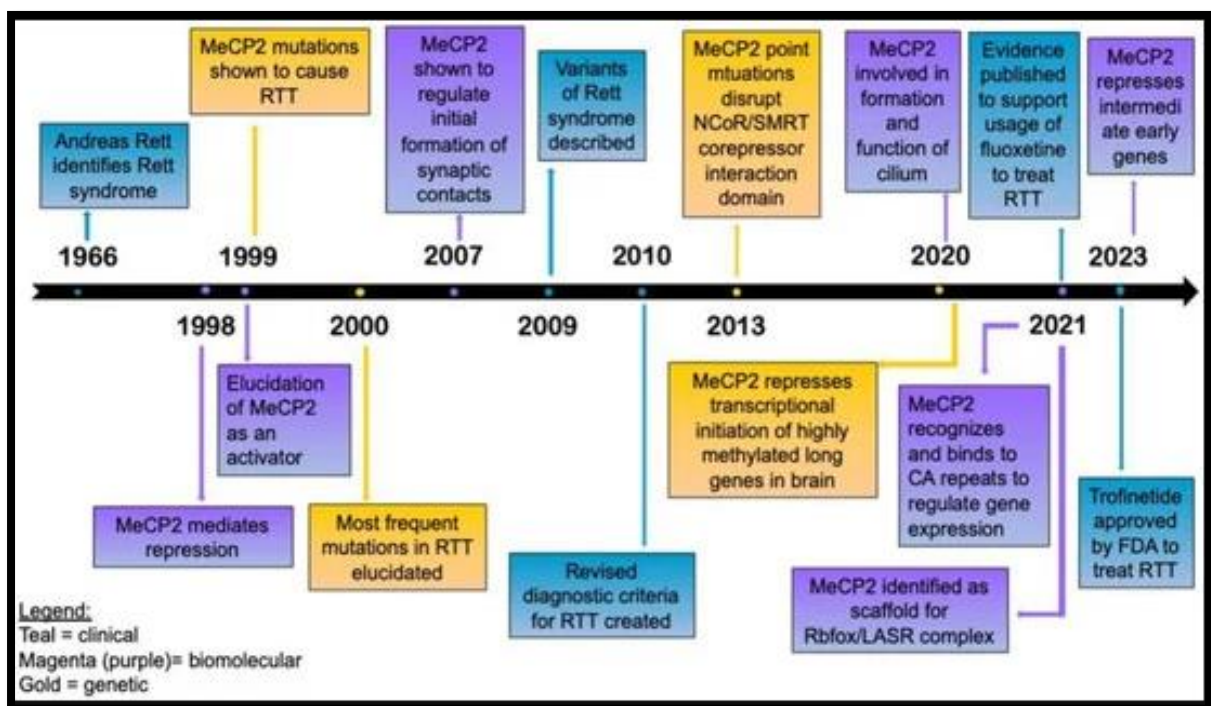 MeCP2 mutations
shown to cause
RTT
MeCP2
shown to
regulate
initial
formation of
synaptic
contacts
Variants
of Rett
syndrome
described
MeCP2 point
mtuations
disrupt
NCoR/SMRT
corepressor
interaction
domain
MeCP2
involved in
formation
and
function of
cilium
Evidence
published
to support
usage of
fluoxetine
to treat
RTT
MeCP2
represses
intermedi
ate early
genes
Andreas Rett
identifies Rett
syndrome
1966
1999
2007
2010
2020
2023
1998
2000
2009
2013
2021
Elucidation
of MeCP2
as an
activator
MeCP2 represses
transcriptional
initiation of highly
methylated long
genes in brain
MeCP2
recognizes
and binds to
CA repeats to
regulate gene
expression
MeCP2 mediates
repression
Most frequent
mutations in RTT
elucidated
Revised
diagnostic criteria
for RTT created
MeCP2 identified as
scaffold for
Rbfox/LASR complex
Trofinetide
approved
by FDA to
treat RTT
Legend:
Teal = clinical
Magenta (purple)= biomolecular
Gold = genetic